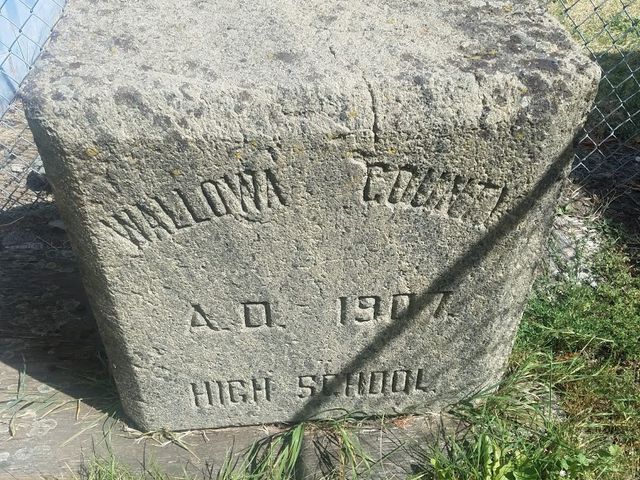 WALLOWA COUNTY
A.D. 1907.
HIGH SCHOOL.